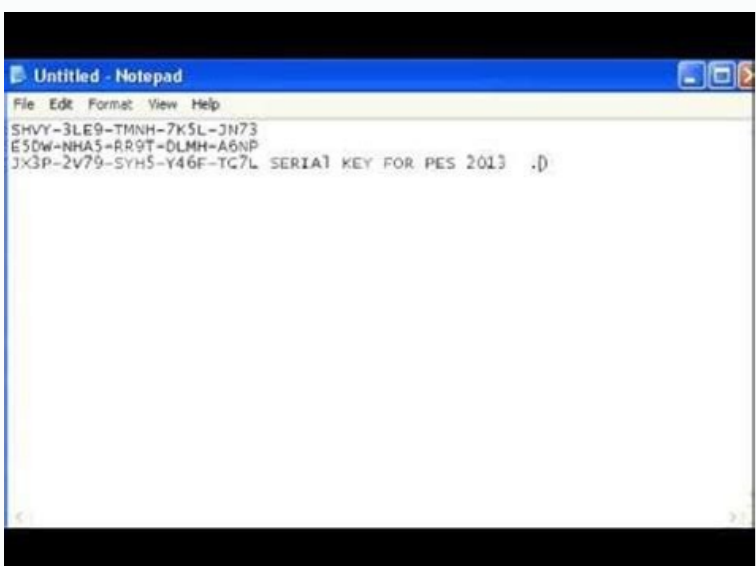 Untitled - Notepad
File Edit Format View Help
SHVY-3LE9-TMNH-7K5L-JN73
E5DW-NHA5-RR9T-DLMH-A6NP
JX3P-2V79-SYH5-Y46F-TC7L SERIAl KEY FOR PES 2013 .D